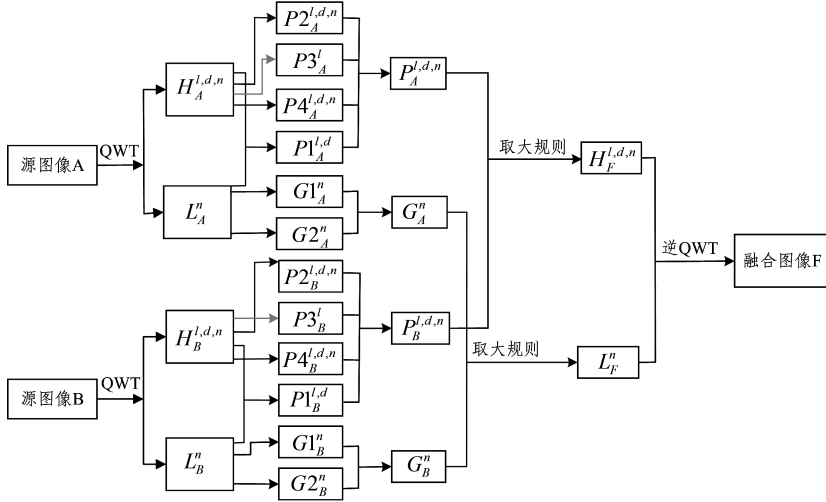 P2_A^{l,d,n}
H_A^{l,d,n}
P3_A^l
P_A^{l,d,n}
P4_A^{l,d,n}
源图像A
QWT
P1_A^{l,d}
取大规则
H_F^{l,d,n}
L_A^n
G1_A^n
G_A^n
G2_A^n
逆QWT
融合图像F
P2_B^{l,d,n}
H_B^{l,d,n}
P3_B^l
P_B^{l,d,n}
P4_B^{l,d,n}
取大规则
L_F^n
源图像B
QWT
P1_B^{l,d}
L_B^n
G1_B^n
G_B^n
G2_B^n